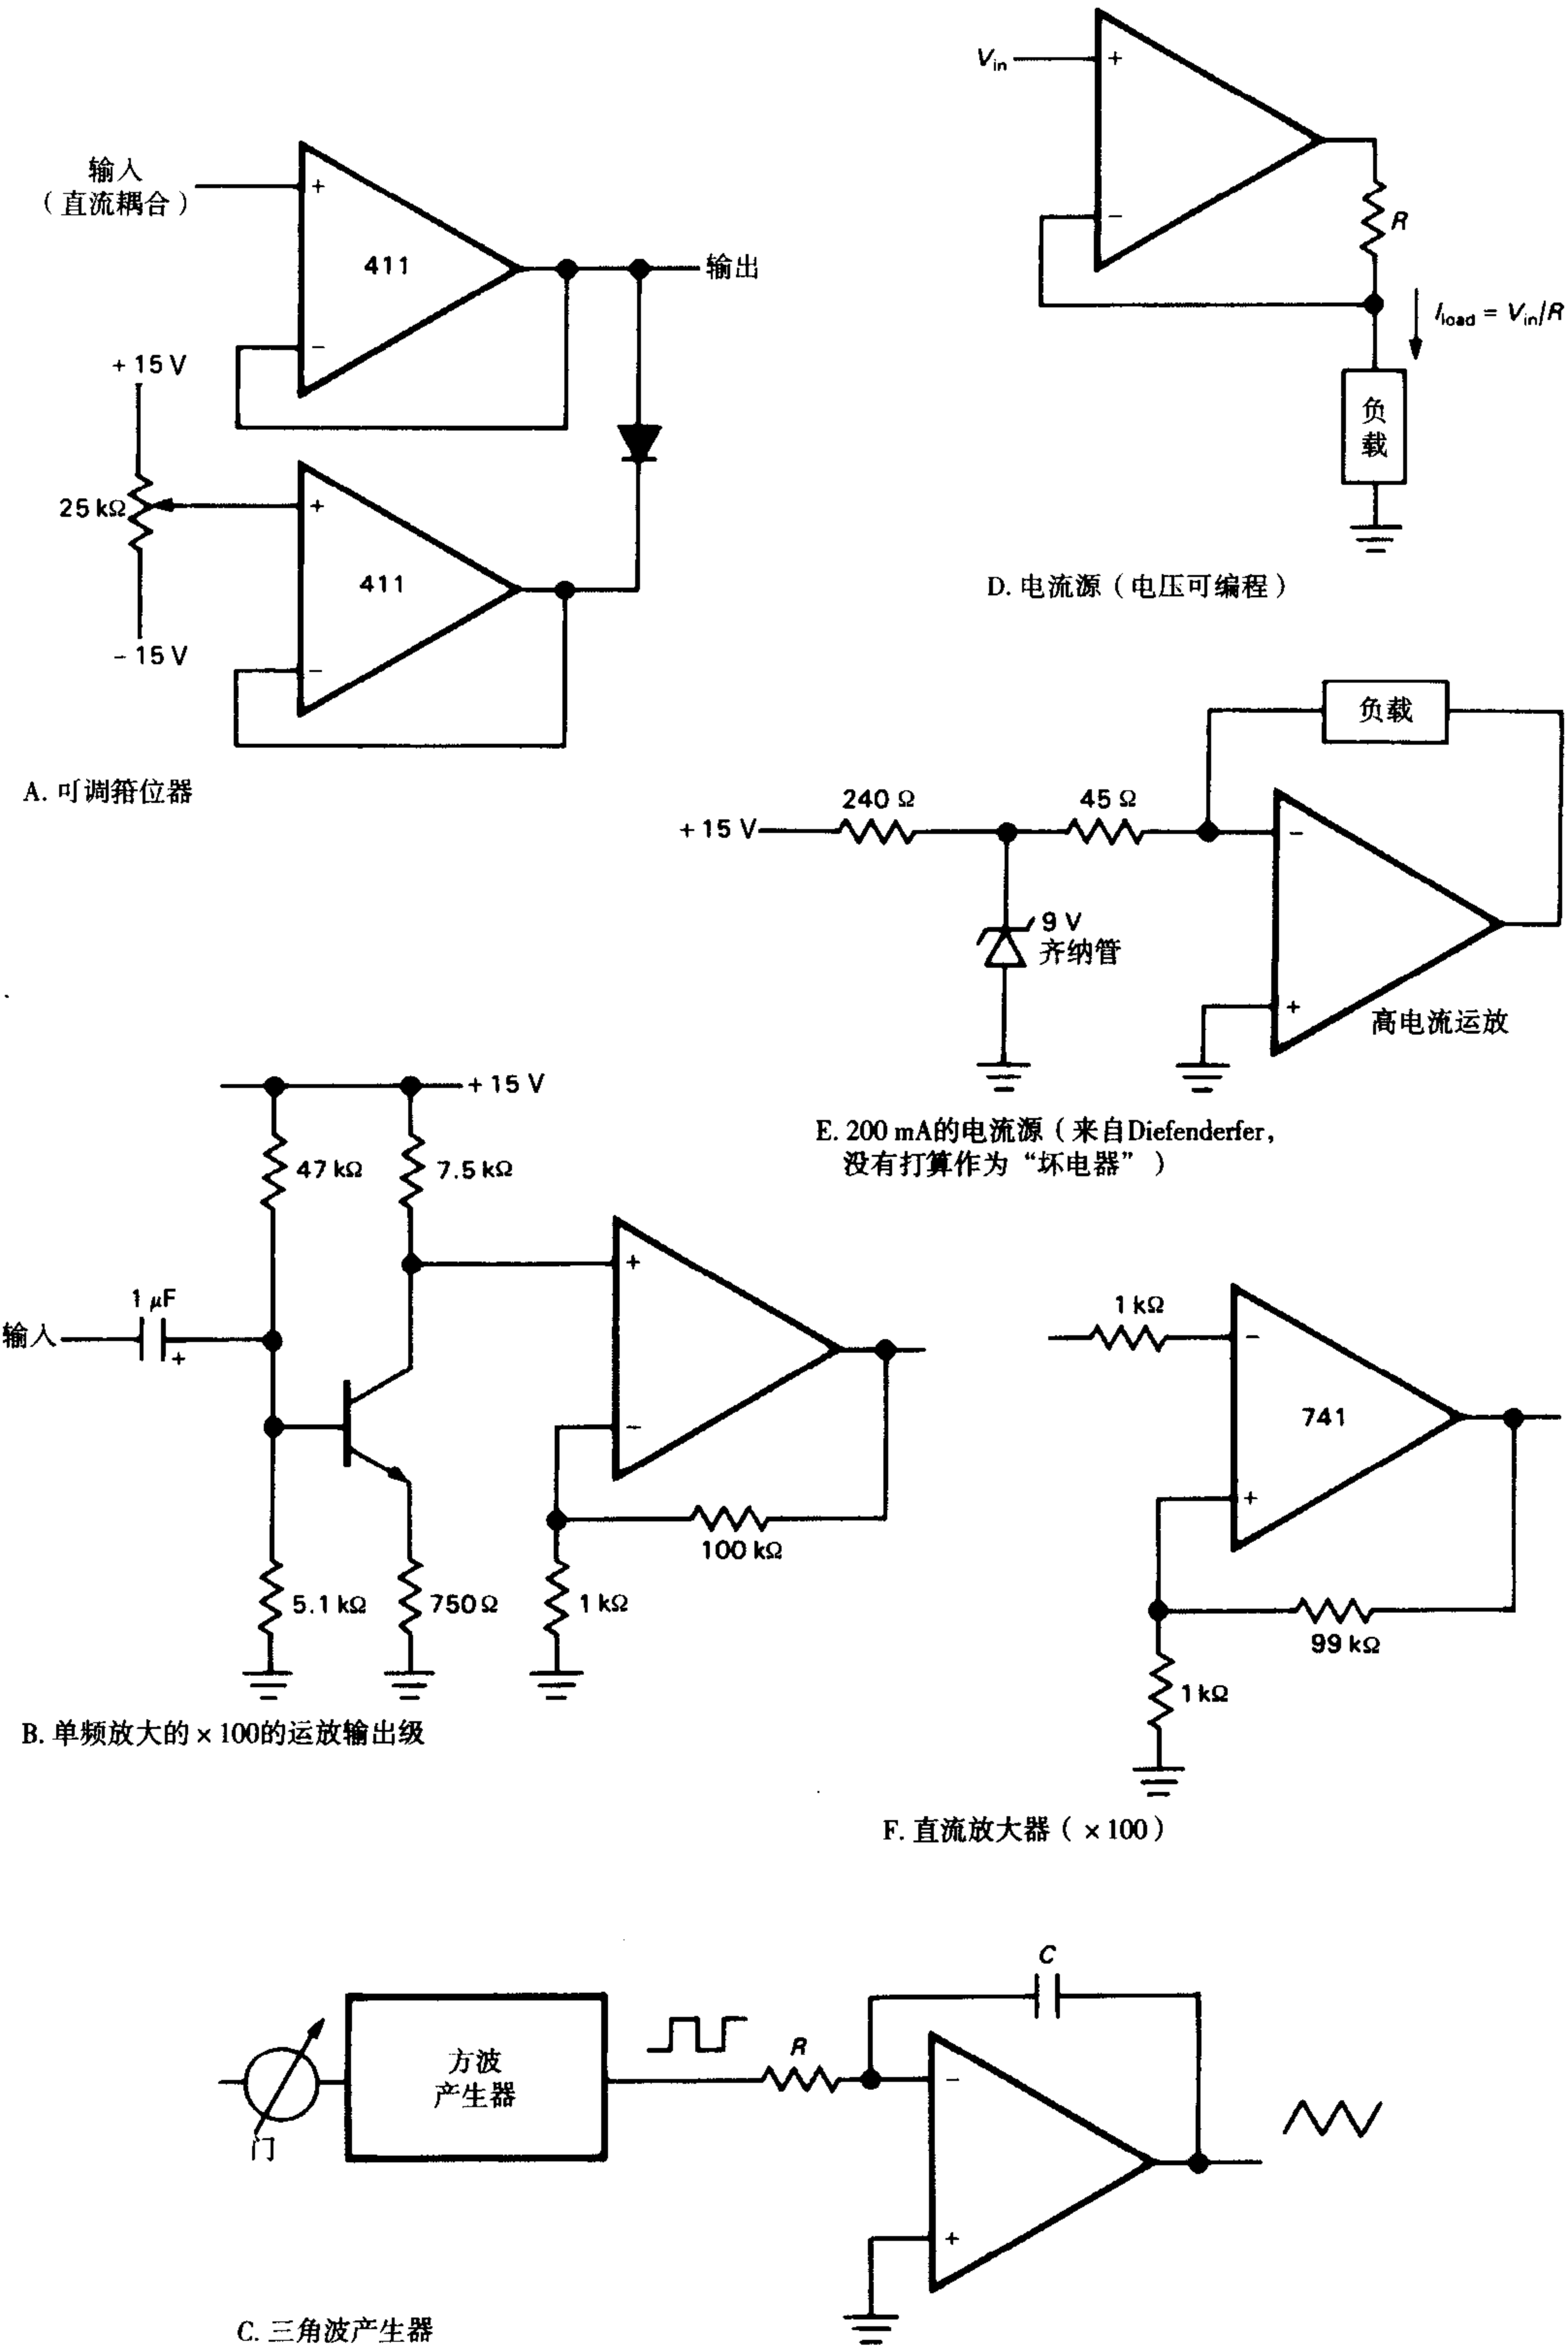 输入
（直流耦合）
+
411
−
输出
+ 15 V
25 kΩ
− 15 V
+
411
−
A. 可调箝位器
Vin
+
−
R
Iload = Vin/R
负
载
D. 电流源（电压可编程）
负载
+ 15 V
240 Ω
45 Ω
−
9 V
齐纳管
+
高电流运放
E. 200 mA的电流源（来自Diefenderfer，
没有打算作为“坏电器”）
+ 15 V
47 kΩ
7.5 kΩ
1 μF
输入
+
+
−
100 kΩ
5.1 kΩ
750 Ω
1 kΩ
B. 单频放大的 × 100的运放输出级
1 kΩ
−
741
+
99 kΩ
1 kΩ
F. 直流放大器（ × 100）
门
方波
产生器
R
C
−
+
C. 三角波产生器